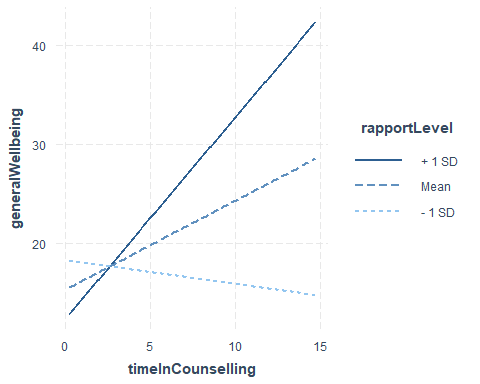 generalWellbeing
40
30
20
0
5
10
15
timeInCounselling
rapportLevel
+ 1 SD
Mean
- 1 SD